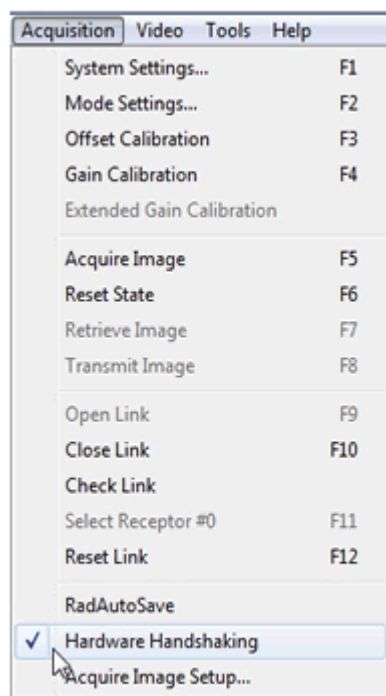 Acquisition Video Tools Help
System Settings... F1
Mode Settings... F2
Offset Calibration F3
Gain Calibration F4
Extended Gain Calibration
Acquire Image F5
Reset State F6
Retrieve Image F7
Transmit Image F8
Open Link F9
Close Link F10
Check Link
Select Receptor #0 F11
Reset Link F12
RadAutoSave
Hardware Handshaking
Acquire Image Setup...